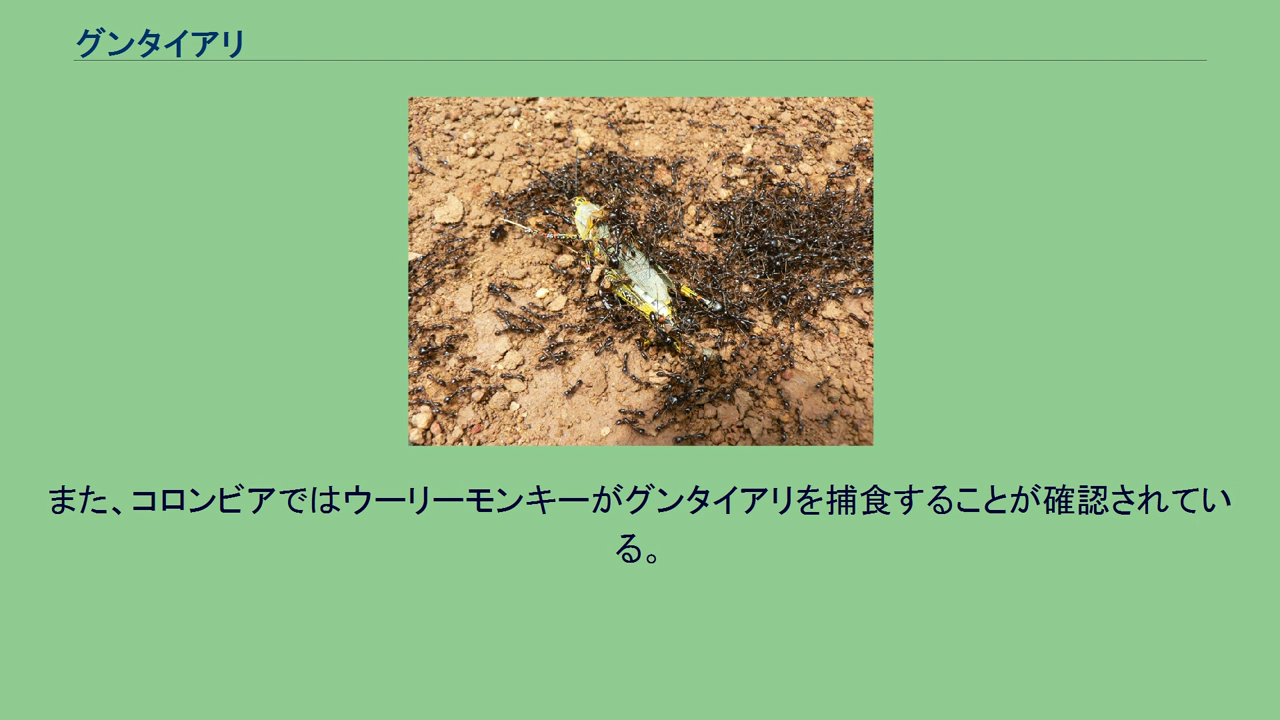 グンタイアリ
また、コロンビアではウーリーモンキーがグンタイアリを捕食することが確認されてい
る。